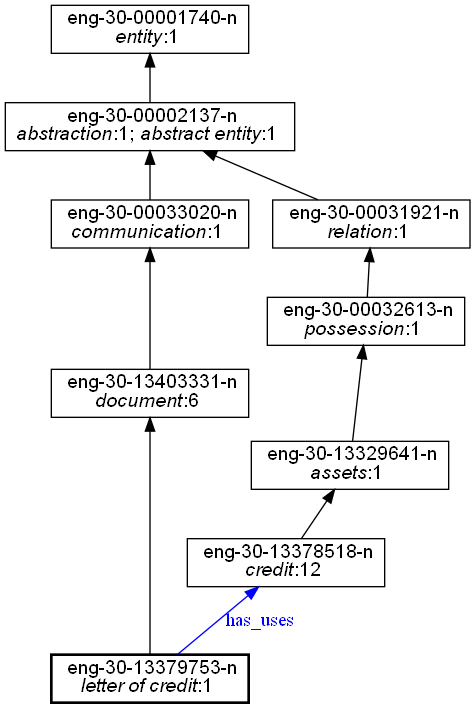 eng-30-00001740-n
entity:1
eng-30-00002137-n
abstraction:1; abstract entity:1
eng-30-00033020-n
communication:1
eng-30-00031921-n
relation:1
eng-30-00032613-n
possession:1
eng-30-13403331-n
document:6
eng-30-13329641-n
assets:1
eng-30-13378518-n
credit:12
has_uses
eng-30-13379753-n
letter of credit:1